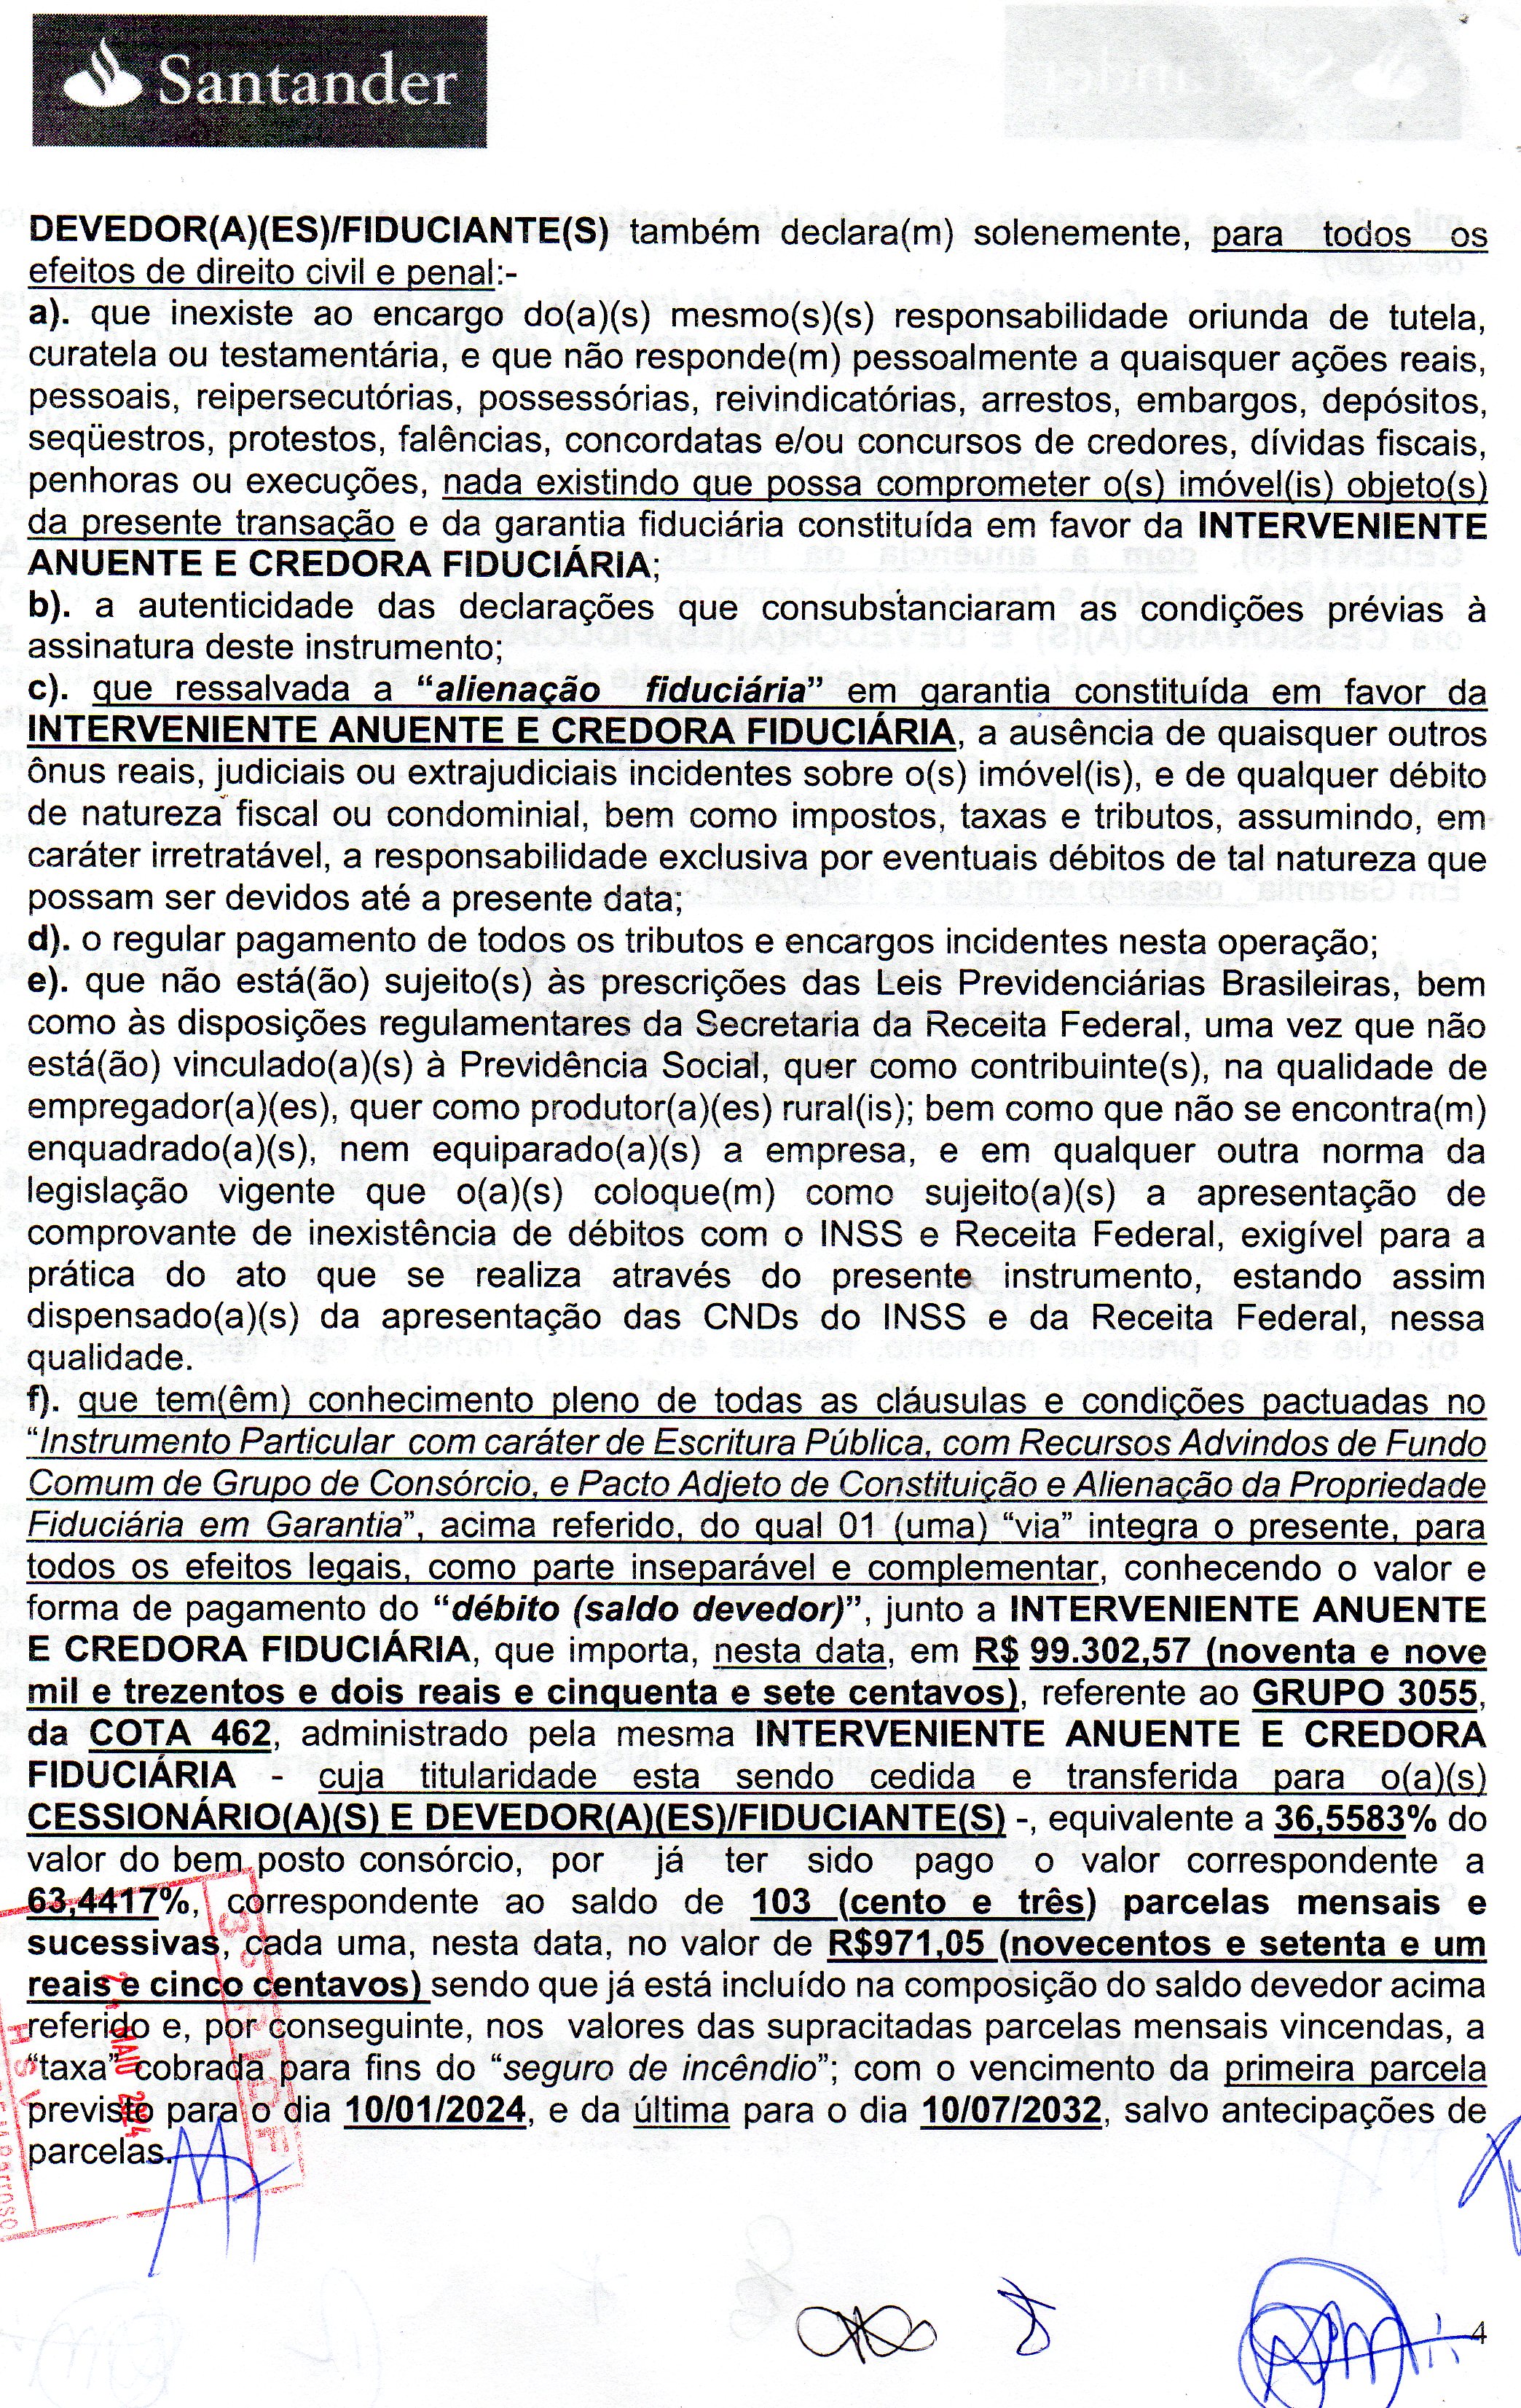 Santander
DEVEDOR(A)(ES)/FIDUCIANTE(S) também declara(m) solenemente, para todos os
efeitos de direito civil e penal:-
a). que inexiste ao encargo do(a)(s) mesmo(s)(s) responsabilidade oriunda de tutela,
curatela ou testamentária, e que não responde(m) pessoalmente a quaisquer ações reais,
pessoais, reipersecutórias, possessórias, reivindicatórias, arrestos, embargos, depósitos,
seqüestros, protestos, falências, concordatas e/ou concursos de credores, dívidas fiscais,
penhoras ou execuções, nada existindo que possa comprometer o(s) imóvel(is) objeto(s)
da presente transação e da garantia fiduciária constituída em favor da INTERVENIENTE
ANUENTE E CREDORA FIDUCIÁRIA;
b). a autenticidade das declarações que consubstanciaram as condições prévias à
assinatura deste instrumento;
c). que ressalvada a “alienação fiduciária” em garantia constituída em favor da
INTERVENIENTE ANUENTE E CREDORA FIDUCIÁRIA, a ausência de quaisquer outros
ônus reais, judiciais ou extrajudiciais incidentes sobre o(s) imóvel(is), e de qualquer débito
de natureza fiscal ou condominial, bem como impostos, taxas e tributos, assumindo, em
caráter irretratável, a responsabilidade exclusiva por eventuais débitos de tal natureza que
possam ser devidos até a presente data;
d). o regular pagamento de todos os tributos e encargos incidentes nesta operação;
e). que não está(ão) sujeito(s) às prescrições das Leis Previdenciárias Brasileiras, bem
como às disposições regulamentares da Secretaria da Receita Federal, uma vez que não
está(ão) vinculado(a)(s) à Previdência Social, quer como contribuinte(s), na qualidade de
empregador(a)(es), quer como produtor(a)(es) rural(is); bem como que não se encontra(m)
enquadrado(a)(s), nem equiparado(a)(s) a empresa, e em qualquer outra norma da
legislação vigente que o(a)(s) coloque(m) como sujeito(a)(s) a apresentação de
comprovante de inexistência de débitos com o INSS e Receita Federal, exigível para a
prática do ato que se realiza através do presente instrumento, estando assim
dispensado(a)(s) da apresentação das CNDs do INSS e da Receita Federal, nessa
qualidade.
f). que tem(êm) conhecimento pleno de todas as cláusulas e condições pactuadas no
“Instrumento Particular com caráter de Escritura Pública, com Recursos Advindos de Fundo
Comum de Grupo de Consórcio, e Pacto Adjeto de Constituição e Alienação da Propriedade
Fiduciária em Garantia”, acima referido, do qual 01 (uma) “via” integra o presente, para
todos os efeitos legais, como parte inseparável e complementar, conhecendo o valor e
forma de pagamento do “débito (saldo devedor)”, junto a INTERVENIENTE ANUENTE
E CREDORA FIDUCIÁRIA, que importa, nesta data, em R$ 99.302,57 (noventa e nove
mil e trezentos e dois reais e cinquenta e sete centavos), referente ao GRUPO 3055,
da COTA 462, administrado pela mesma INTERVENIENTE ANUENTE E CREDORA
FIDUCIÁRIA - cuja titularidade esta sendo cedida e transferida para o(a)(s)
CESSIONÁRIO(A)(S) E DEVEDOR(A)(ES)/FIDUCIANTE(S) -, equivalente a 36,5583% do
valor do bem posto consórcio, por já ter sido pago o valor correspondente a
63,4417%, correspondente ao saldo de 103 (cento e três) parcelas mensais e
sucessivas, cada uma, nesta data, no valor de R$971,05 (novecentos e setenta e um
reais e cinco centavos) sendo que já está incluído na composição do saldo devedor acima
referido e, por conseguinte, nos valores das supracitadas parcelas mensais vincendas, a
“taxa” cobrada para fins do “seguro de incêndio”; com o vencimento da primeira parcela
previsto para o dia 10/01/2024, e da última para o dia 10/07/2032, salvo antecipações de
parcelas.
MAIO 2024
4